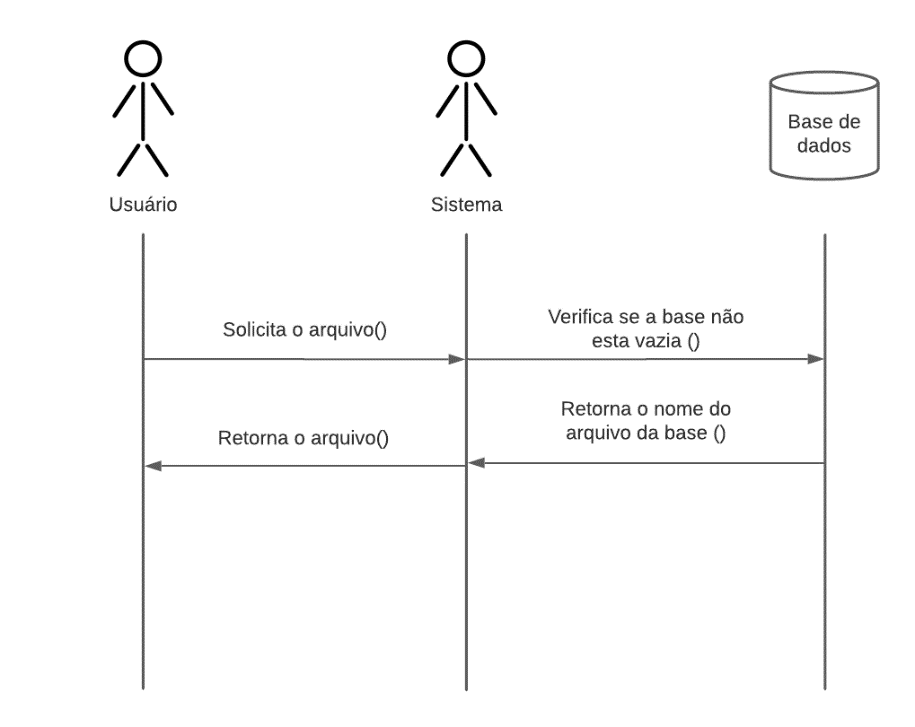 Base de
dados
Usuário
Sistema
Solicita o arquivo()
Verifica se a base não
esta vazia ()
Retorna o arquivo()
Retorna o nome do
arquivo da base ()